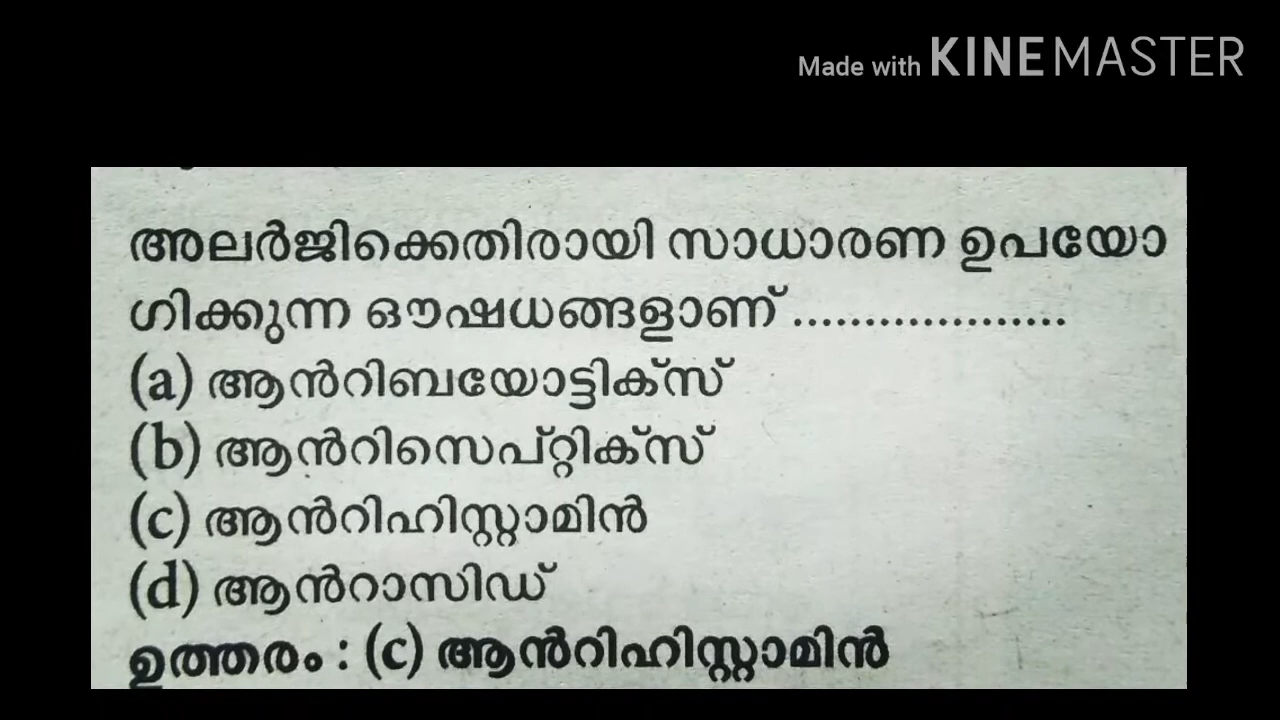 Made with KINEMASTER
അലർജിക്കെതിരായി സാധാരണ ഉപയോ
ഗിക്കുന്ന ഔഷധങ്ങളാണ് ...................
(a) ആൻറിബയോട്ടിക്സ്
(b) ആൻറിസെപ്റ്റിക്സ്
(c) ആൻറിഹിസ്റ്റാമിൻ
(d) ആൻറാസിഡ്
ഉത്തരം : (c) ആൻറിഹിസ്റ്റാമിൻ